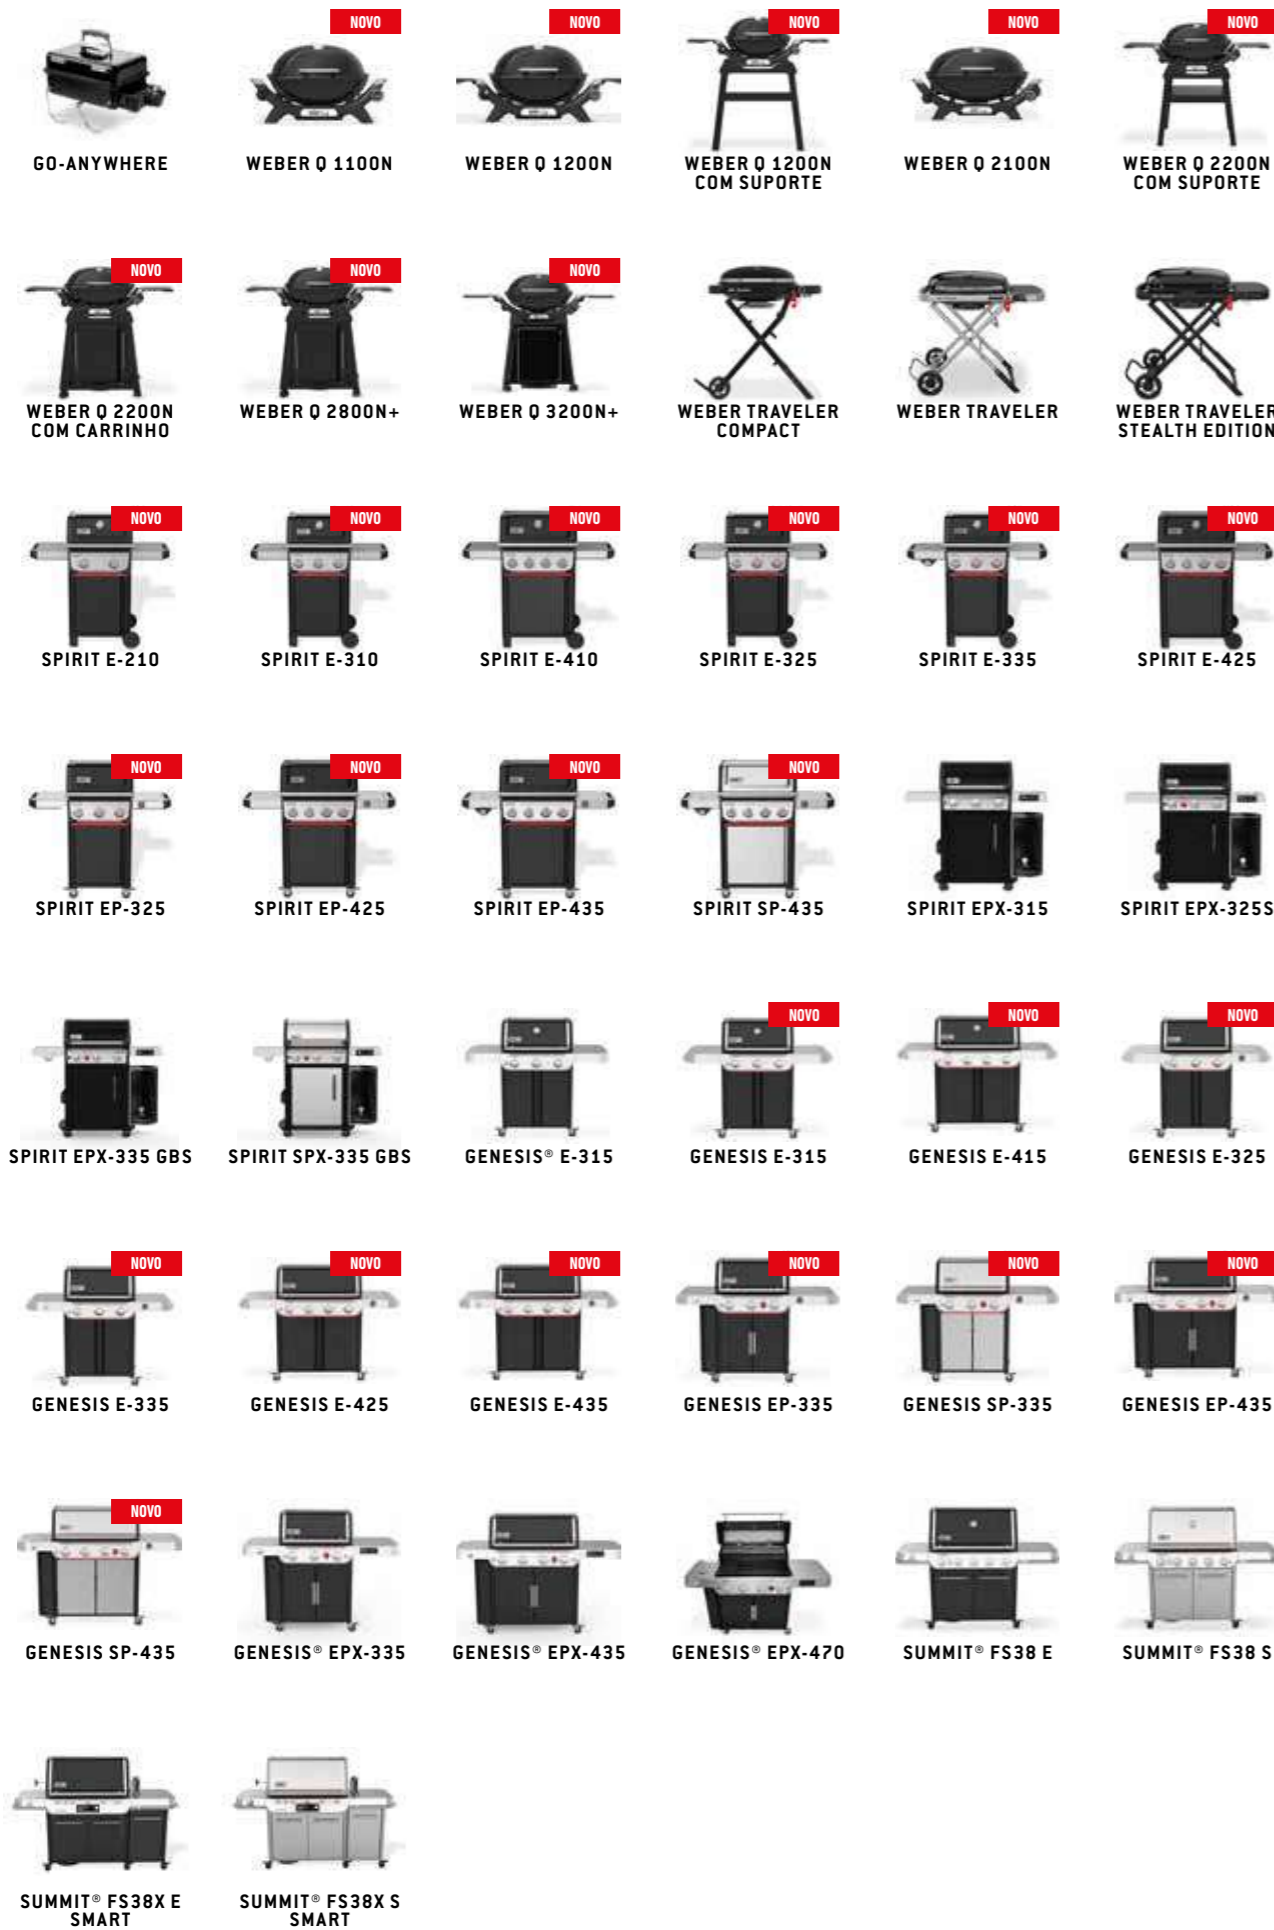 NOVO
NOVO
NOVO
NOVO
NOVO
GO-ANYWHERE
WEBER Q 1100N
WEBER Q 1200N
WEBER Q 1200N
COM SUPORTE
WEBER Q 2100N
WEBER Q 2200N
COM SUPORTE
NOVO
NOVO
NOVO
WEBER Q 2200N
COM CARRINHO
WEBER Q 2800N+
WEBER Q 3200N+
WEBER TRAVELER
COMPACT
WEBER TRAVELER
WEBER TRAVELER
STEALTH EDITION
NOVO
NOVO
NOVO
NOVO
NOVO
NOVO
SPIRIT E-210
SPIRIT E-310
SPIRIT E-410
SPIRIT E-325
SPIRIT E-335
SPIRIT E-425
NOVO
NOVO
NOVO
NOVO
SPIRIT EP-325
SPIRIT EP-425
SPIRIT EP-435
SPIRIT SP-435
SPIRIT EPX-315
SPIRIT EPX-325S
NOVO
NOVO
NOVO
SPIRIT EPX-335 GBS
SPIRIT SPX-335 GBS
GENESIS® E-315
GENESIS E-315
GENESIS E-415
GENESIS E-325
NOVO
NOVO
NOVO
NOVO
NOVO
NOVO
GENESIS E-335
GENESIS E-425
GENESIS E-435
GENESIS EP-335
GENESIS SP-335
GENESIS EP-435
NOVO
GENESIS SP-435
GENESIS® EPX-335
GENESIS® EPX-435
GENESIS® EPX-470
SUMMIT® FS38 E
SUMMIT® FS38 S
SUMMIT® FS38X E
SMART
SUMMIT® FS38X S
SMART